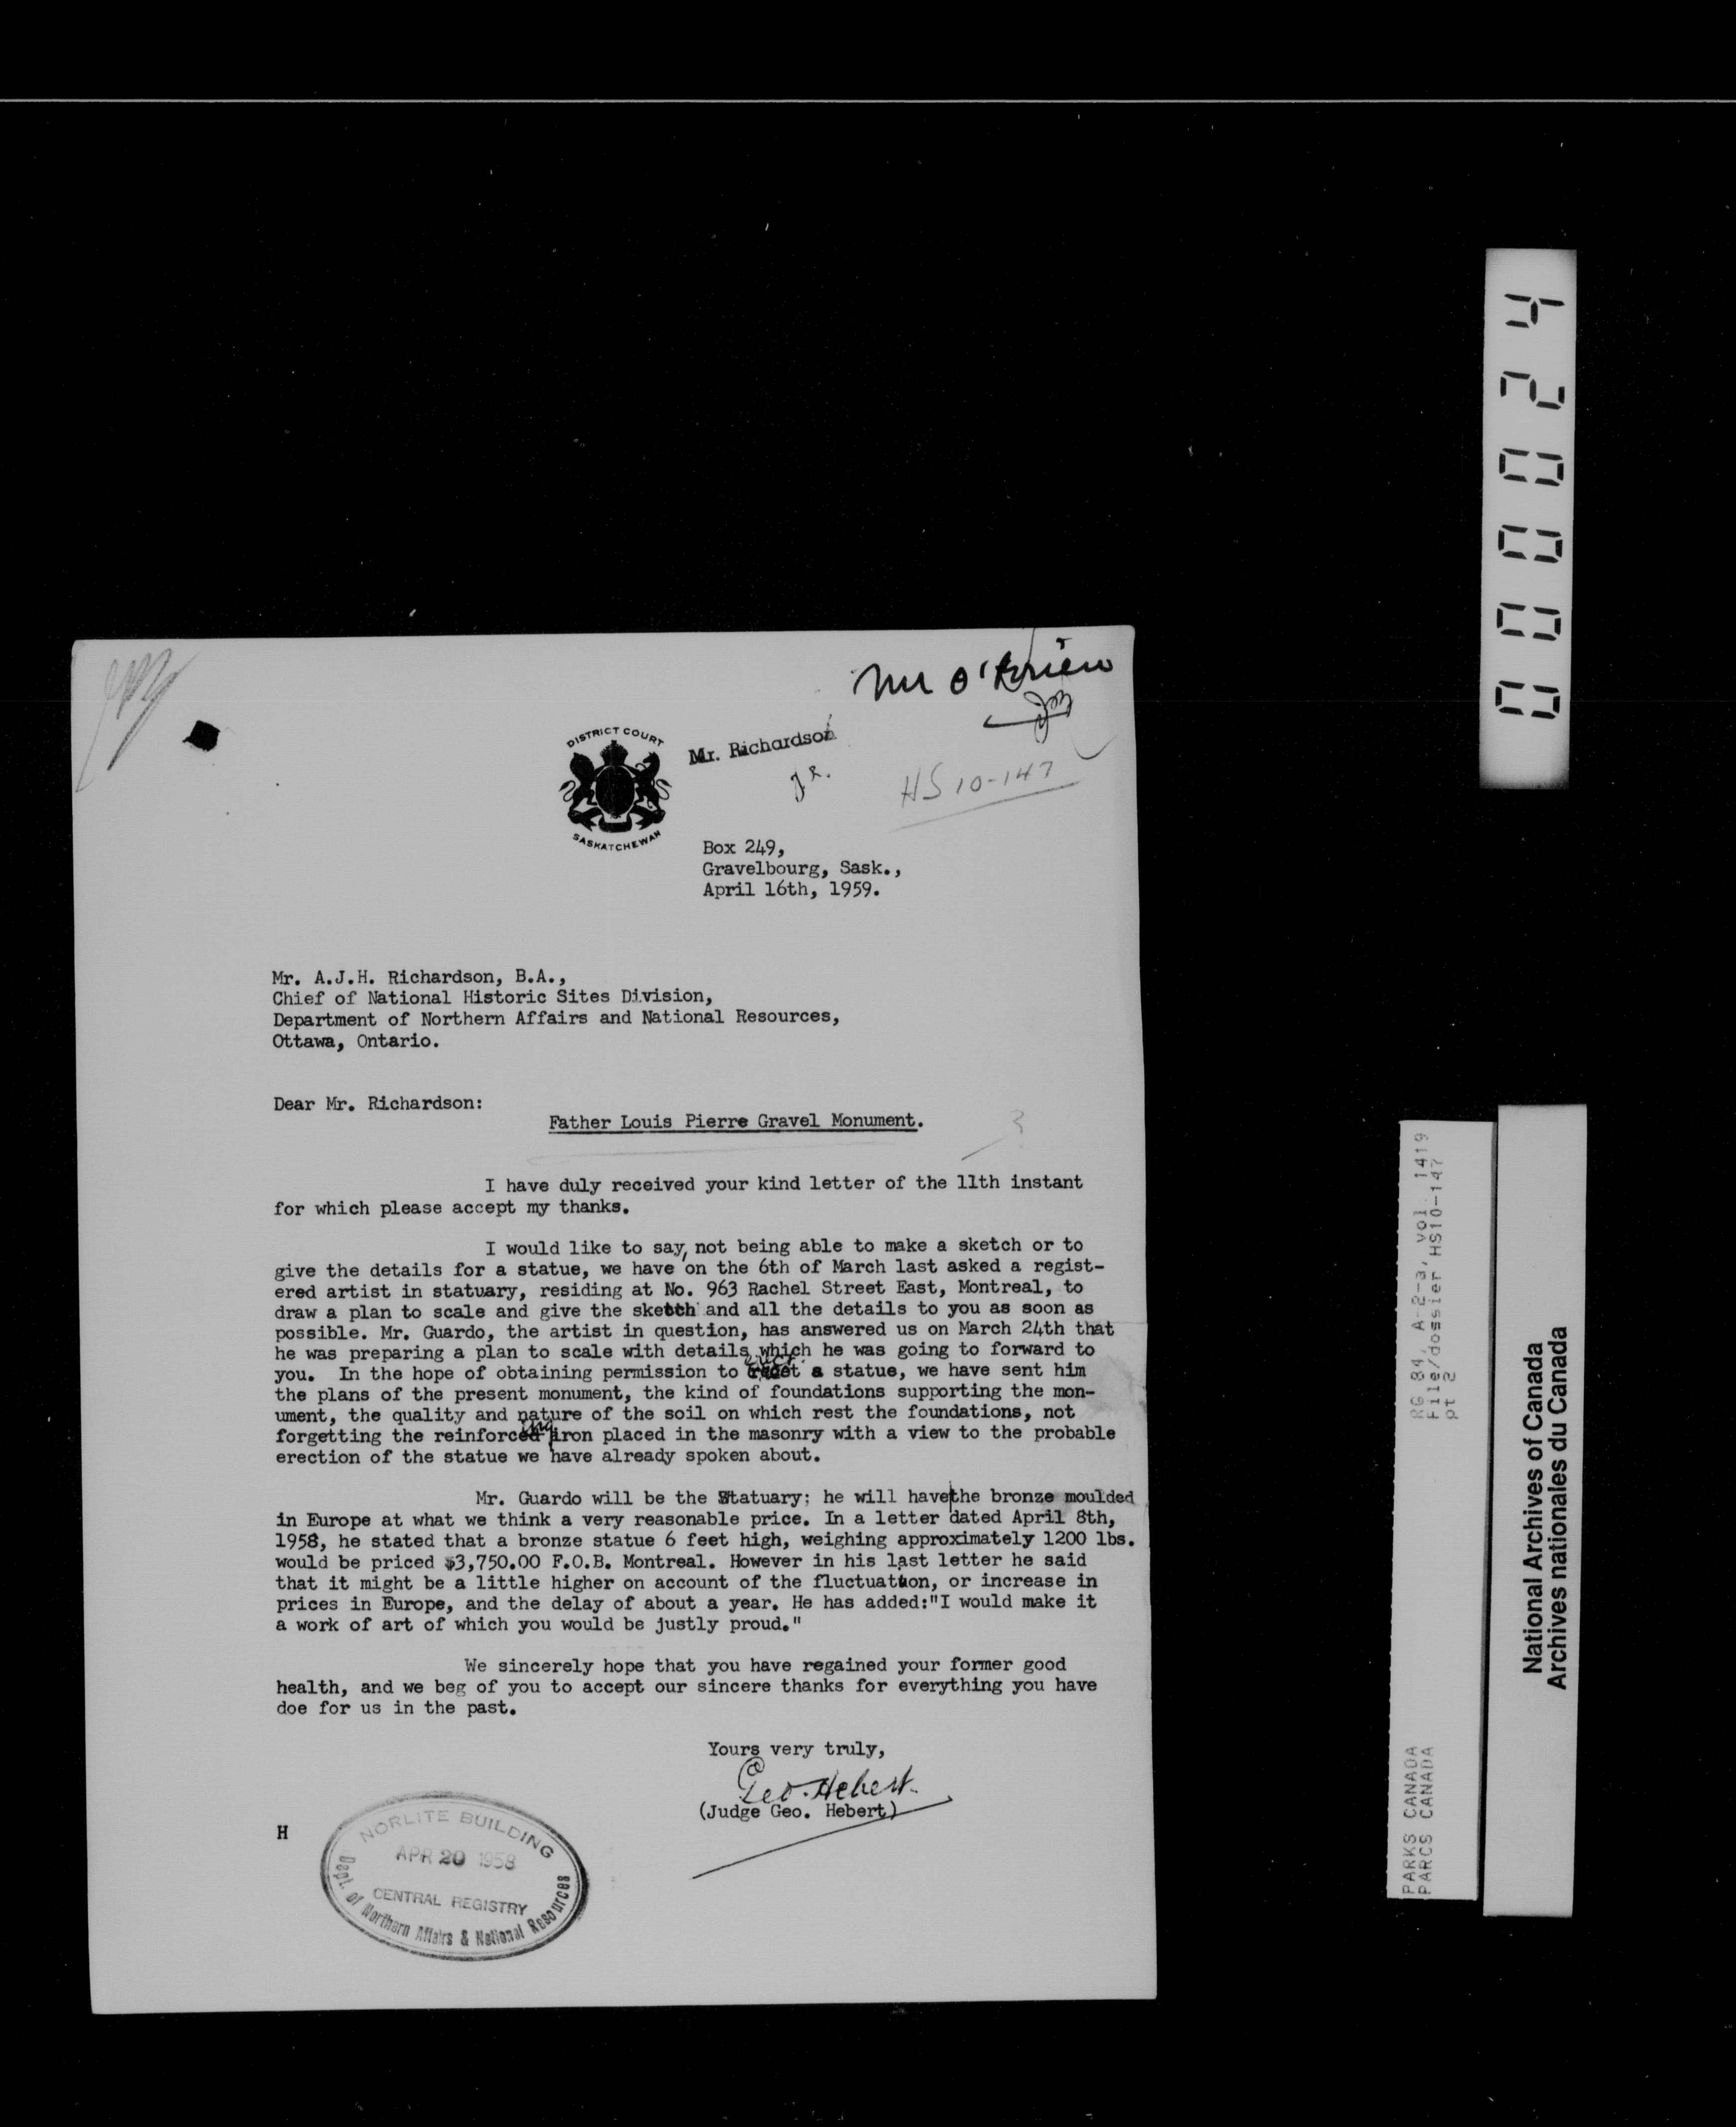 Mr O'Brien
DISTRICT COURT
SASKATCHEWAN
Mr. Richardson
J.R.
HS 10-147
Box 249,
Gravelbourg, Sask.,
April 16th, 1959.
Mr. A.J.H. Richardson, B.A.,
Chief of National Historic Sites Division,
Department of Northern Affairs and National Resources,
Ottawa, Ontario.
Dear Mr. Richardson:
Father Louis Pierre Gravel Monument.
?
I have duly received your kind letter of the 11th instant
for which please accept my thanks.
I would like to say, not being able to make a sketch or to
give the details for a statue, we have on the 6th of March last asked a regist-
ered artist in statuary, residing at No. 963 Rachel Street East, Montreal, to
draw a plan to scale and give the sketch and all the details to you as soon as
possible. Mr. Guardo, the artist in question, has answered us on March 24th that
he was preparing a plan to scale with details which he was going to forward to
you. In the hope of obtaining permission to erect a statue, we have sent him
the plans of the present monument, the kind of foundations supporting the mon-
ument, the quality and nature of the soil on which rest the foundations, not
forgetting the reinforcing iron placed in the masonry with a view to the probable
erection of the statue we have already spoken about.
Mr. Guardo will be the Statuary; he will have the bronze moulded
in Europe at what we think a very reasonable price. In a letter dated April 8th,
1958, he stated that a bronze statue 6 feet high, weighing approximately 1200 lbs.
would be priced $3,750.00 F.O.B. Montreal. However in his last letter he said
that it might be a little higher on account of the fluctuation, or increase in
prices in Europe, and the delay of about a year. He has added:"I would make it
a work of art of which you would be justly proud."
We sincerely hope that you have regained your former good
health, and we beg of you to accept our sincere thanks for everything you have
doe for us in the past.
Yours very truly,
Geo. Hebert
(Judge Geo. Hebert)
H
NORLITE BUILDING
APR 20 1958
CENTRAL REGISTRY
Dept. of Northern Affairs & National Resources
000024
RG 84, A-2-a, vol 1419
File/dossier HS10-147
pt 2
PARKS CANADA
PARCS CANADA
National Archives of Canada
Archives nationales du Canada